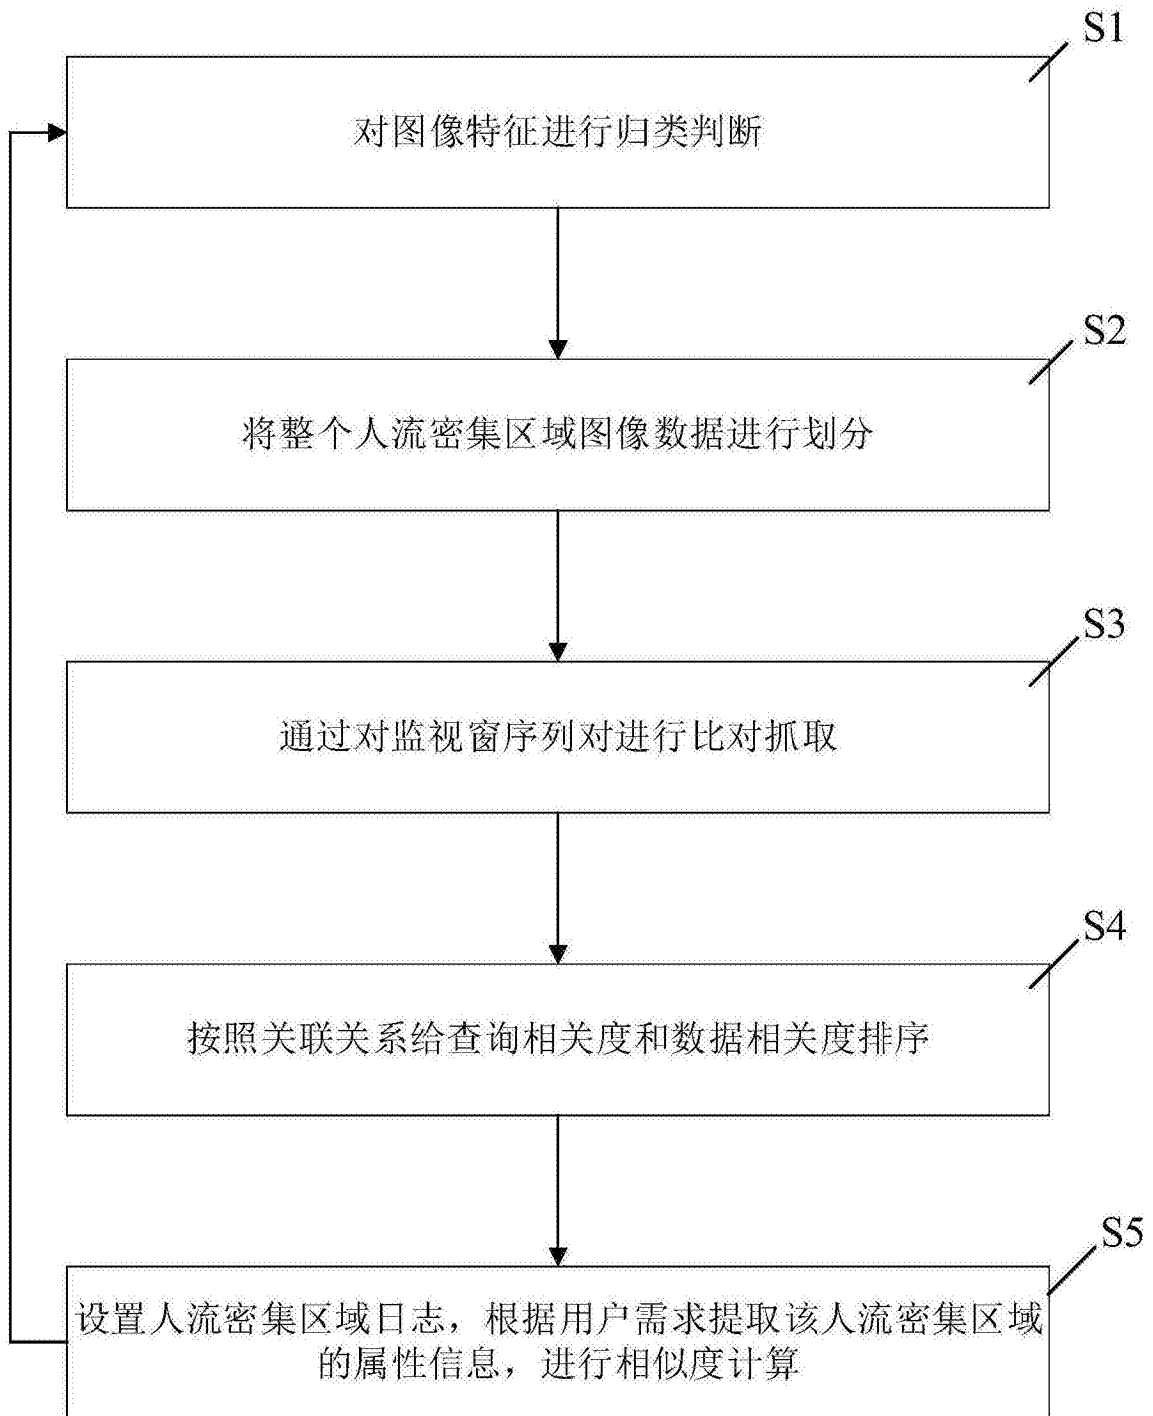 S1
对图像特征进行归类判断
S2
将整个人流密集区域图像数据进行划分
S3
通过对监视窗序列对进行比对抓取
S4
按照关联关系给查询相关度和数据相关度排序
S5
设置人流密集区域日志，根据用户需求提取该人流密集区域
的属性信息，进行相似度计算